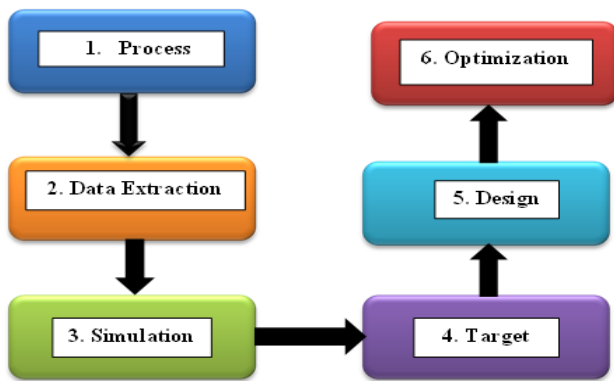 1. Process
2. Data Extraction
3. Simulation
4. Target
5. Design
6. Optimization